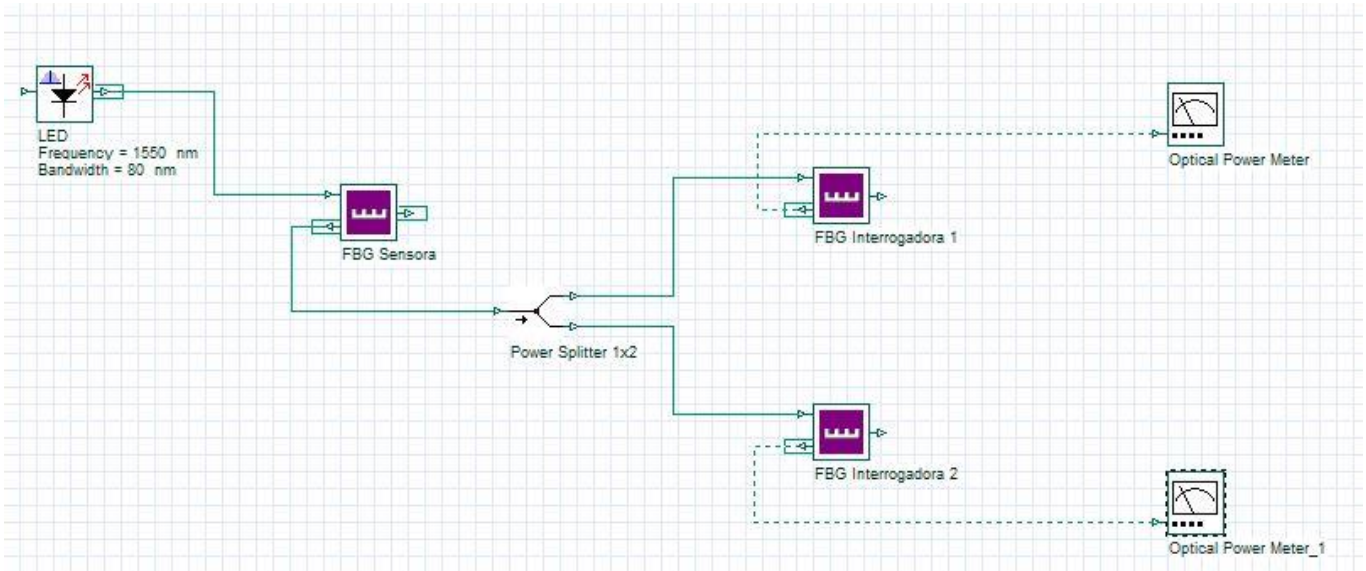 LED
Frequency = 1550 nm
Bandwidth = 80 nm
Optical Power Meter
FBG Interrogadora 1
FBG Sensora
Power Splitter 1x2
FBG Interrogadora 2
Optical Power Meter_1